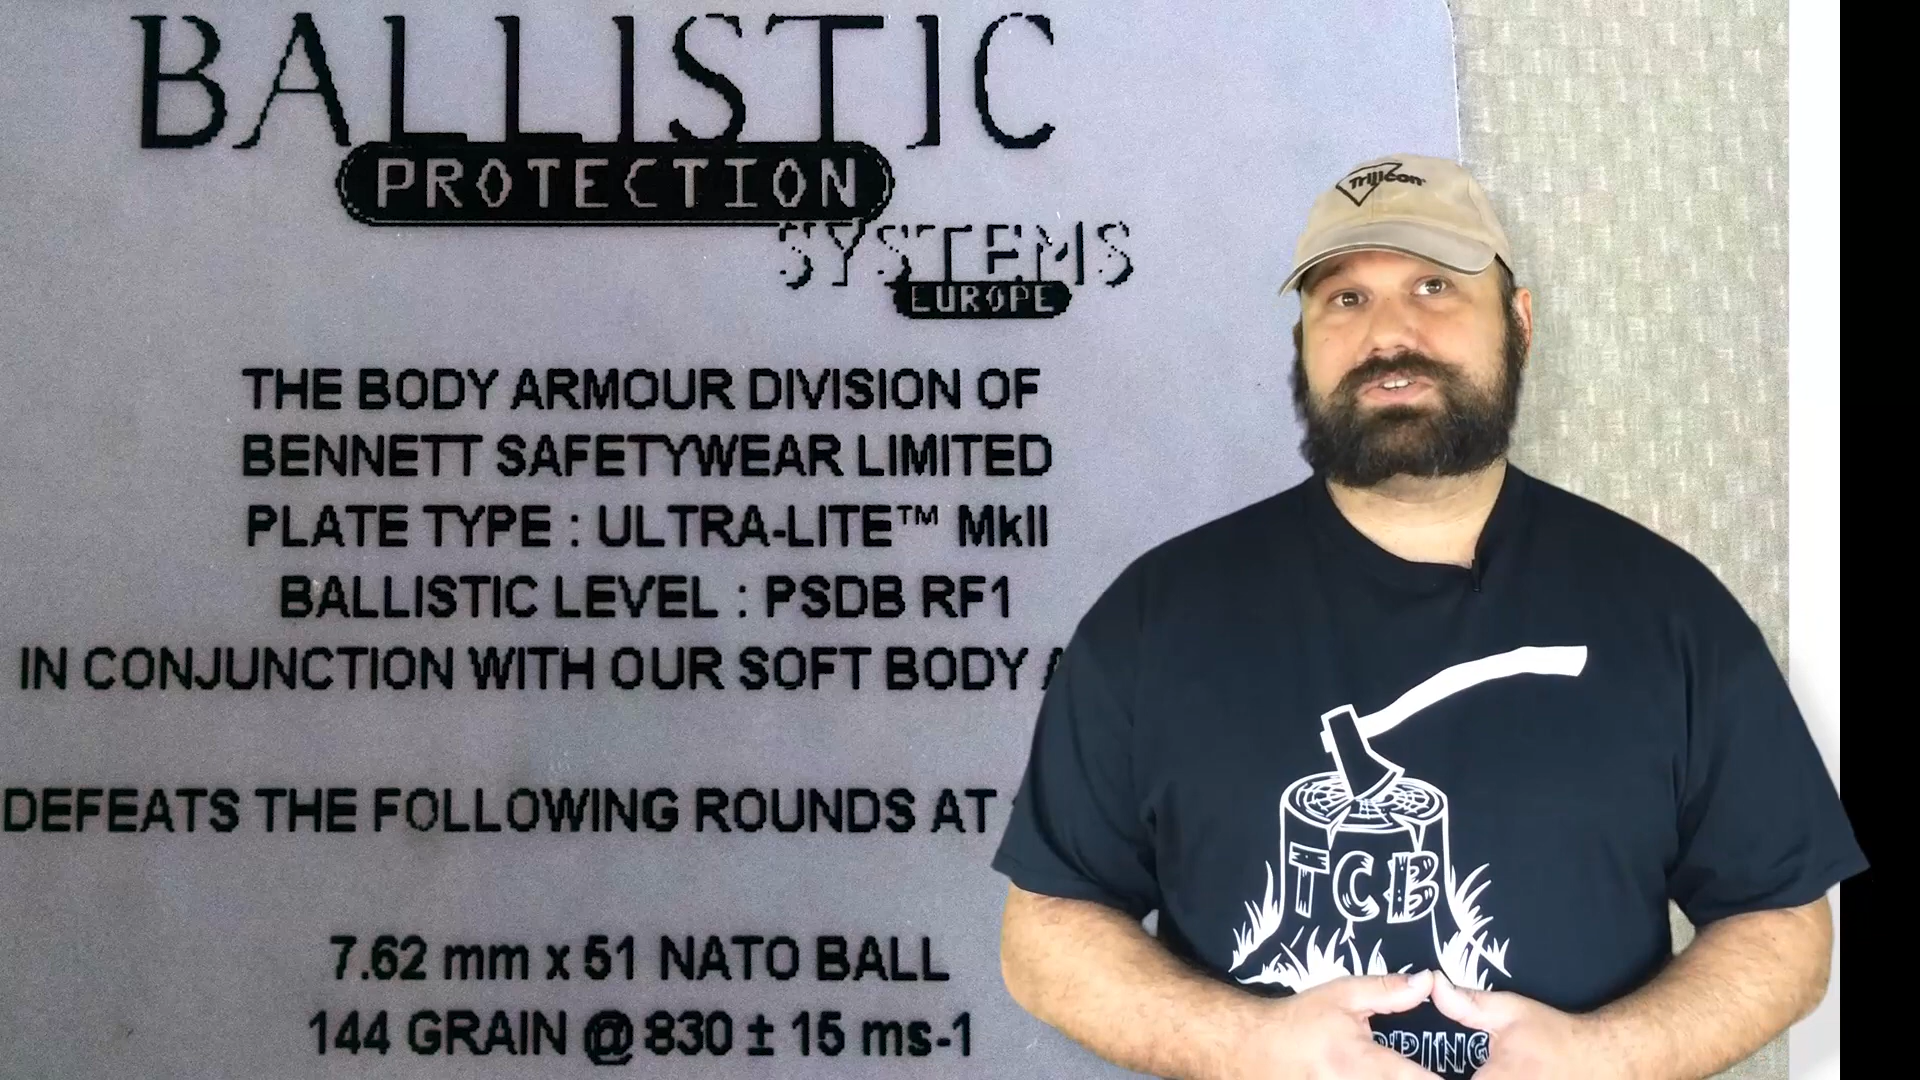 BALLISTIC
PROTECTION
SYSTEMS
EUROPE
THE BODY ARMOUR DIVISION OF
BENNETT SAFETYWEAR LIMITED
PLATE TYPE : ULTRA-LITE™ MkII
BALLISTIC LEVEL : PSDB RF1
IN CONJUNCTION WITH OUR SOFT BODY
DEFEATS THE FOLLOWING ROUNDS AT
7.62 mm x 51 NATO BALL
144 GRAIN @ 830 ± 15 ms-1
Trijicon
TCB